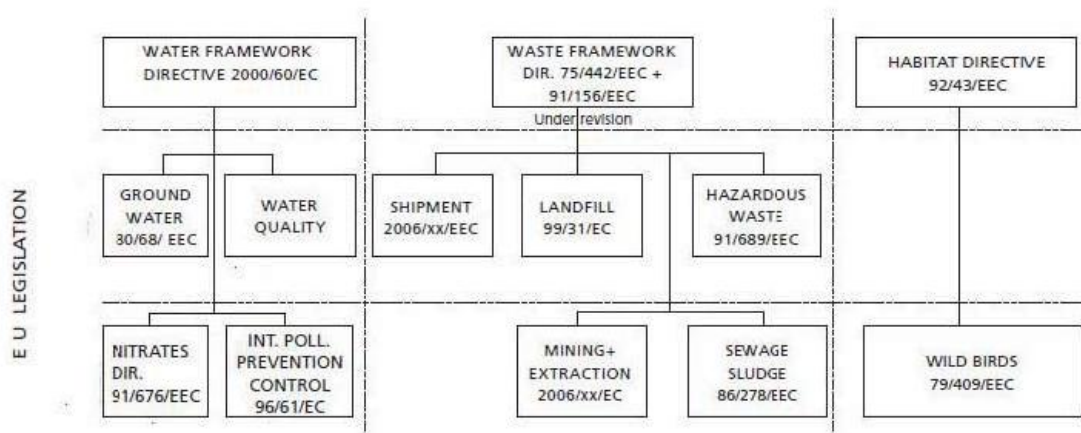 WATER FRAMEWORK
DIRECTIVE 2000/60/EC
WASTE FRAMEWORK
DIR. 75/442/EEC +
91/156/EEC
Under revision
HABITAT DIRECTIVE
92/43/EEC
E U LEGISLATION
GROUND
WATER
30/68/ EEC
WATER
QUALITY
SHIPMENT
2006/xx/EEC
LANDFILL
99/31/EC
HAZARDOUS
WASTE
91/689/EEC
NITRATES
DIR.
91/676/EEC
INT. POLL.
PREVENTION
CONTROL
96/61/EC
MINING+
EXTRACTION
2006/xx/EC
SEWAGE
SLUDGE
86/278/EEC
WILD BIRDS
79/409/EEC